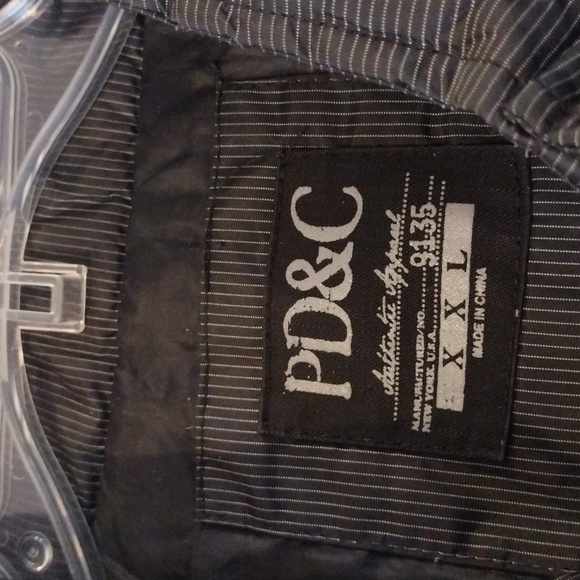 PD&C
Authentic Apparel
MANUFACTURED/NO. 9135
NEW YORK U.S.A.
XXL
MADE IN CHINA